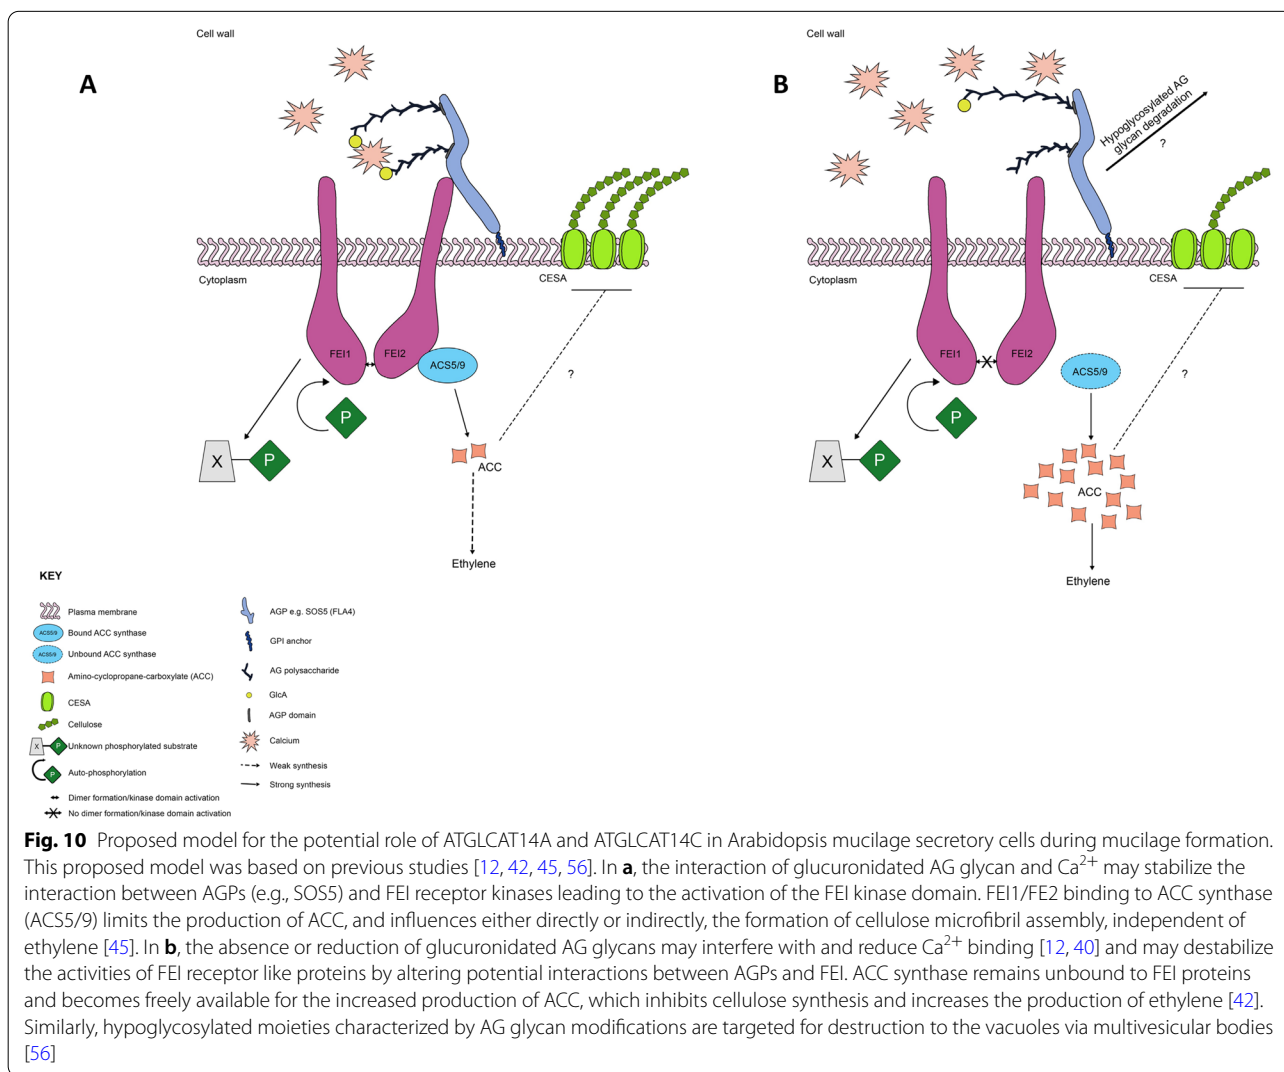 Cell wall
A
FEI1
FEI2
ACS5/9
P
X
P
ACC
Ethylene
CESA
Cytoplasm
?
Cell wall
B
Hypoglycosylated AG
glycan degradation
?
Cytoplasm
CESA
FEI1
X
FEI2
ACS5/9
P
X
P
ACC
Ethylene
?
KEY
Plasma membrane
ACS5/9 Bound ACC synthase
ACS5/9 Unbound ACC synthase
Amino-cyclopropane-carboxylate (ACC)
CESA
Cellulose
X P Unknown phosphorylated substrate
P Auto-phosphorylation
Dimer formation/kinase domain activation
No dimer formation/kinase domain activation
AGP e.g. SOS5 (FLA4)
GPI anchor
AG polysaccharide
GlcA
AGP domain
Calcium
Weak synthesis
Strong synthesis
Fig. 10 Proposed model for the potential role of ATGLCAT14A and ATGLCAT14C in Arabidopsis mucilage secretory cells during mucilage formation.
This proposed model was based on previous studies [12, 42, 45, 56]. In a, the interaction of glucuronidated AG glycan and Ca2+ may stabilize the
interaction between AGPs (e.g., SOS5) and FEI receptor kinases leading to the activation of the FEI kinase domain. FEI1/FE2 binding to ACC synthase
(ACS5/9) limits the production of ACC, and influences either directly or indirectly, the formation of cellulose microfibril assembly, independent of
ethylene [45]. In b, the absence or reduction of glucuronidated AG glycans may interfere with and reduce Ca2+ binding [12, 40] and may destabilize
the activities of FEI receptor like proteins by altering potential interactions between AGPs and FEI. ACC synthase remains unbound to FEI proteins
and becomes freely available for the increased production of ACC, which inhibits cellulose synthesis and increases the production of ethylene [42].
Similarly, hypoglycosylated moieties characterized by AG glycan modifications are targeted for destruction to the vacuoles via multivesicular bodies
[56]